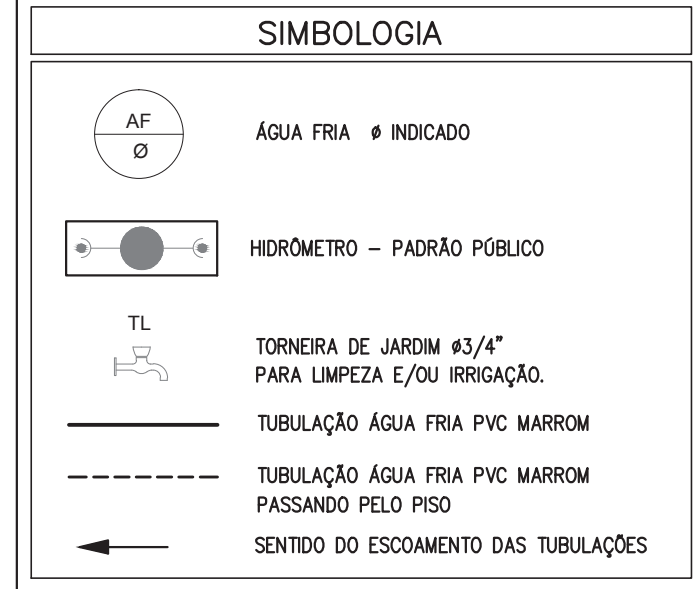 SIMBOLOGIA
AF
Ø
ÁGUA FRIA ø INDICADO
HIDRÔMETRO – PADRÃO PÚBLICO
TL
TORNEIRA DE JARDIM ø3/4"
PARA LIMPEZA E/OU IRRIGAÇÃO.
TUBULAÇÃO ÁGUA FRIA PVC MARROM
TUBULAÇÃO ÁGUA FRIA PVC MARROM
PASSANDO PELO PISO
SENTIDO DO ESCOAMENTO DAS TUBULAÇÕES